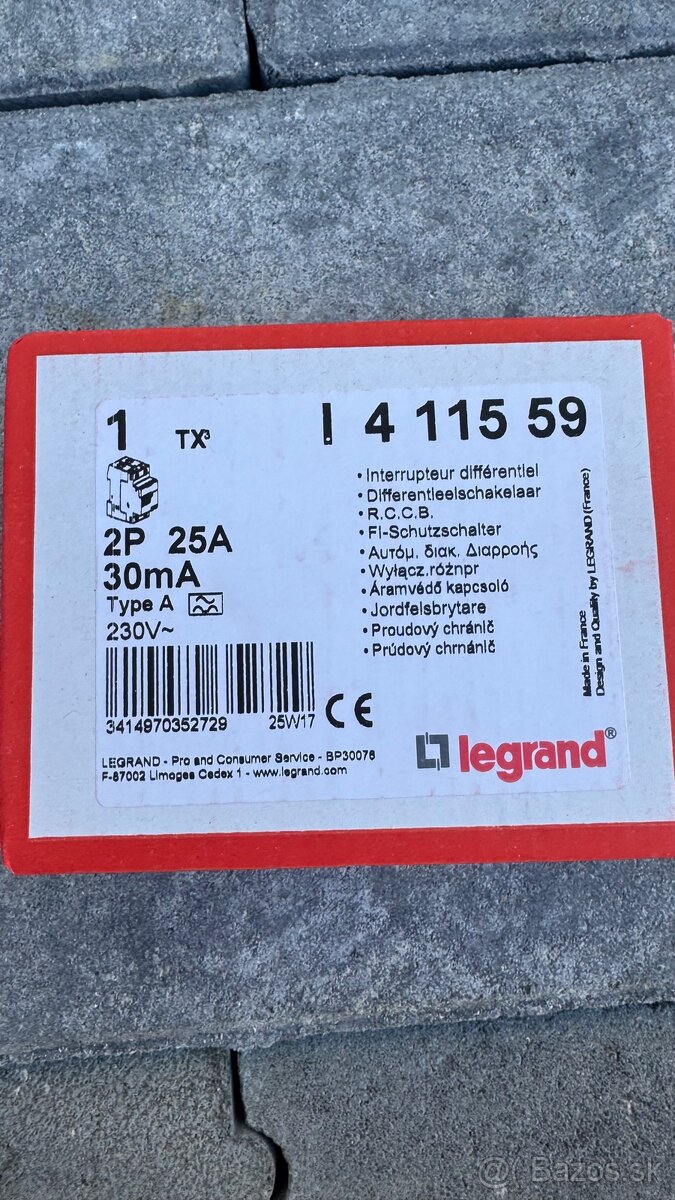 1 TX³ ! 4 115 59
2P 25A
30mA
Type A
230V~
3414970352729 25W17
CE
• Interrupteur différentiel
• Differentieelschakelaar
• R.C.C.B.
• FI-Schutzschalter
• Αυτόμ. διακ. Διαρροής
• Wyłącz.różnpr
• Áramvédő kapcsoló
• Jordfelsbrytare
• Proudový chránič
• Prúdový chrnánič
Made in France
Design and Quality by LEGRAND (France)
LEGRAND - Pro and Consumer Service - BP30076
F-87002 Limoges Cedex 1 - www.legrand.com
legrand®
@ Bazos.sk